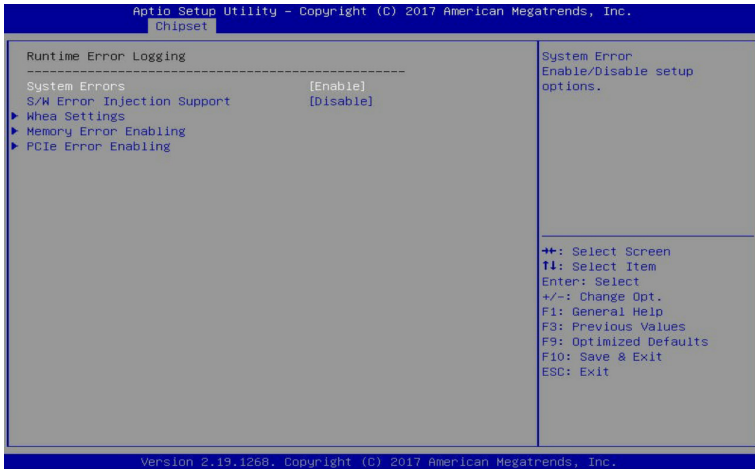 Aptio Setup Utility – Copyright (C) 2017 American Megatrends, Inc.
Chipset
Runtime Error Logging
--------------------------------------------------
System Errors [Enable]
S/W Error Injection Support [Disable]
▶ Whea Settings
▶ Memory Error Enabling
▶ PCIe Error Enabling
System Error
Enable/Disable setup
options.
→←: Select Screen
↑↓: Select Item
Enter: Select
+/-: Change Opt.
F1: General Help
F3: Previous Values
F9: Optimized Defaults
F10: Save & Exit
ESC: Exit
Version 2.19.1268. Copyright (C) 2017 American Megatrends, Inc.